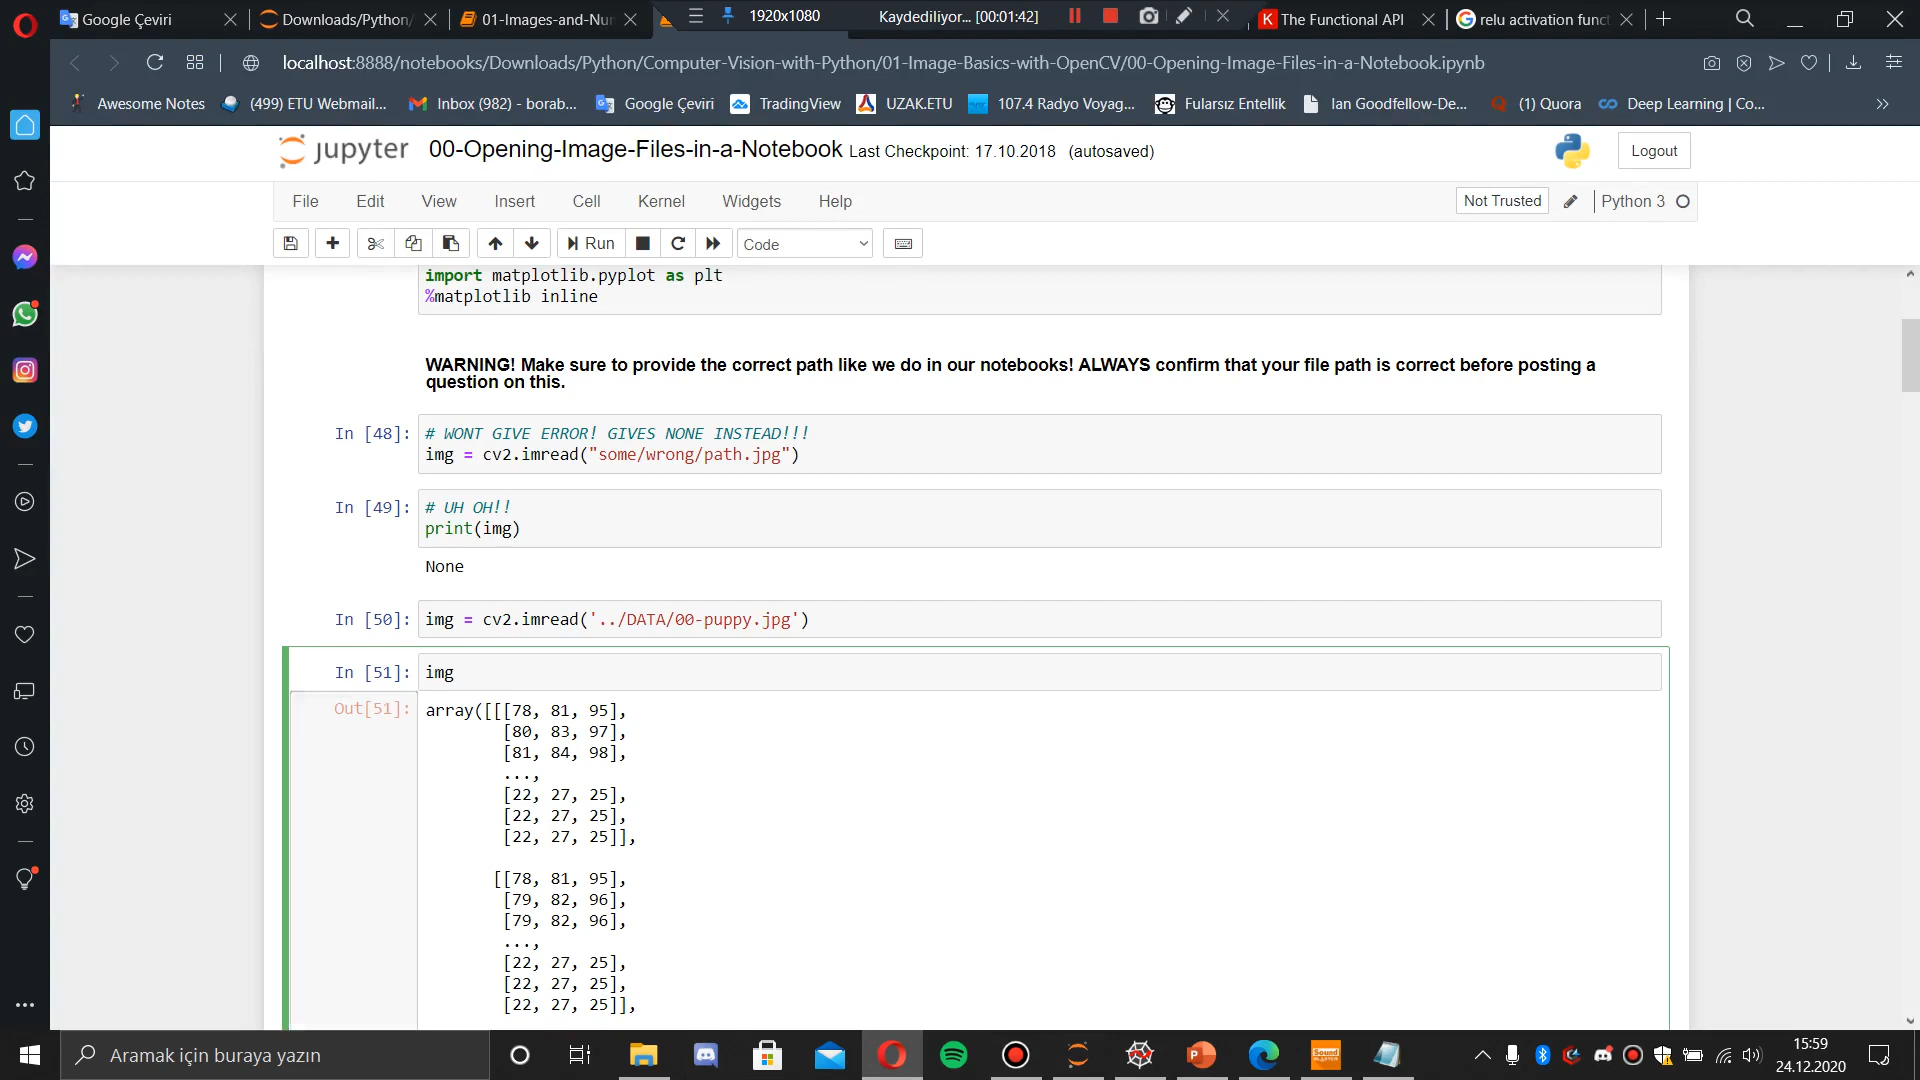 Google Çeviri
Downloads/Python/
01-Images-and-Nur
1920x1080
Kaydediliyor... [00:01:42]
The Functional API
relu activation funct
localhost:8888/notebooks/Downloads/Python/Computer-Vision-with-Python/01-Image-Basics-with-OpenCV/00-Opening-Image-Files-in-a-Notebook.ipynb
Awesome Notes
(499) ETU Webmail...
Inbox (982) - borab...
Google Çeviri
TradingView
UZAK.ETU
107.4 Radyo Voyag...
Fularsız Entellik
Ian Goodfellow-De...
(1) Quora
Deep Learning | Co...
jupyter
00-Opening-Image-Files-in-a-Notebook Last Checkpoint: 17.10.2018 (autosaved)
Logout
File Edit View Insert Cell Kernel Widgets Help
Not Trusted
Python 3
Run
Code
import matplotlib.pyplot as plt
%matplotlib inline
WARNING! Make sure to provide the correct path like we do in our notebooks! ALWAYS confirm that your file path is correct before posting a
question on this.
In [48]: # WONT GIVE ERROR! GIVES NONE INSTEAD!!!
img = cv2.imread("some/wrong/path.jpg")
In [49]: # UH OH!!
print(img)
None
In [50]: img = cv2.imread('../DATA/00-puppy.jpg')
In [51]: img
Out[51]: array([[[78, 81, 95],
[80, 83, 97],
[81, 84, 98],
...,
[22, 27, 25],
[22, 27, 25],
[22, 27, 25]],
[[78, 81, 95],
[79, 82, 96],
[79, 82, 96],
...,
[22, 27, 25],
[22, 27, 25],
[22, 27, 25]],
Aramak için buraya yazın
15:59
24.12.2020